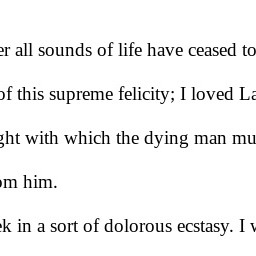 er all sounds of life have ceased to
of this supreme felicity; I loved La
ght with which the dying man mu
om him.
ek in a sort of dolorous ecstasy. I w